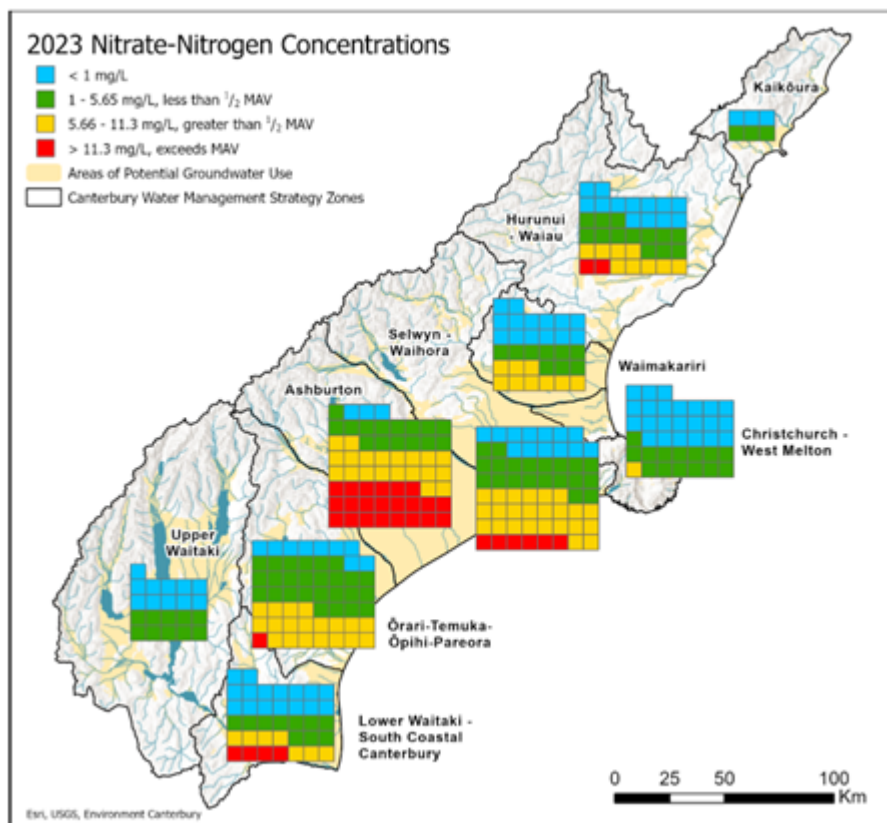 2023 Nitrate-Nitrogen Concentrations
< 1 mg/L
1 - 5.65 mg/L, less than 1/2 MAV
5.66 - 11.3 mg/L, greater than 1/2 MAV
> 11.3 mg/L, exceeds MAV
Areas of Potential Groundwater Use
Canterbury Water Management Strategy Zones
Kaikōura
Hurunui
- Waiau
Selwyn -
Waihora
Waimakariri
Ashburton
Christchurch -
West Melton
Upper
Waitaki
Ōrari-Temuka-
Ōpihi-Pareora
Lower Waitaki -
South Coastal
Canterbury
0 25 50 100
Km
Esri, USGS, Environment Canterbury